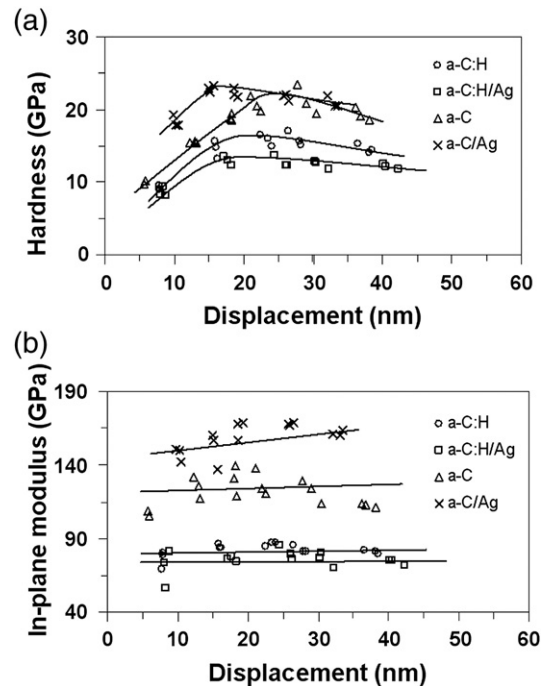 (a)
30
20
10
0
Hardness (GPa)
a-C:H
a-C:H/Ag
a-C
a-C/Ag
0 10 20 30 40 50 60
Displacement (nm)
(b)
190
140
90
40
In-plane modulus (GPa)
a-C:H
a-C:H/Ag
a-C
a-C/Ag
0 10 20 30 40 50 60
Displacement (nm)